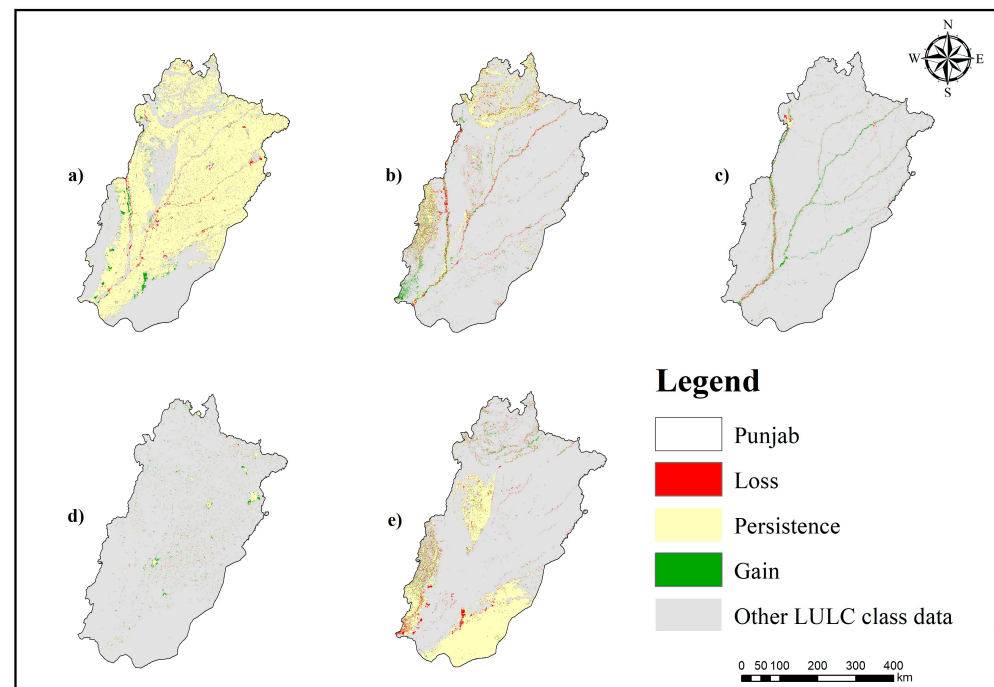 N
W E
S
a)
b)
c)
d)
e)
Legend
Punjab
Loss
Persistence
Gain
Other LULC class data
0 50 100 200 300 400
km